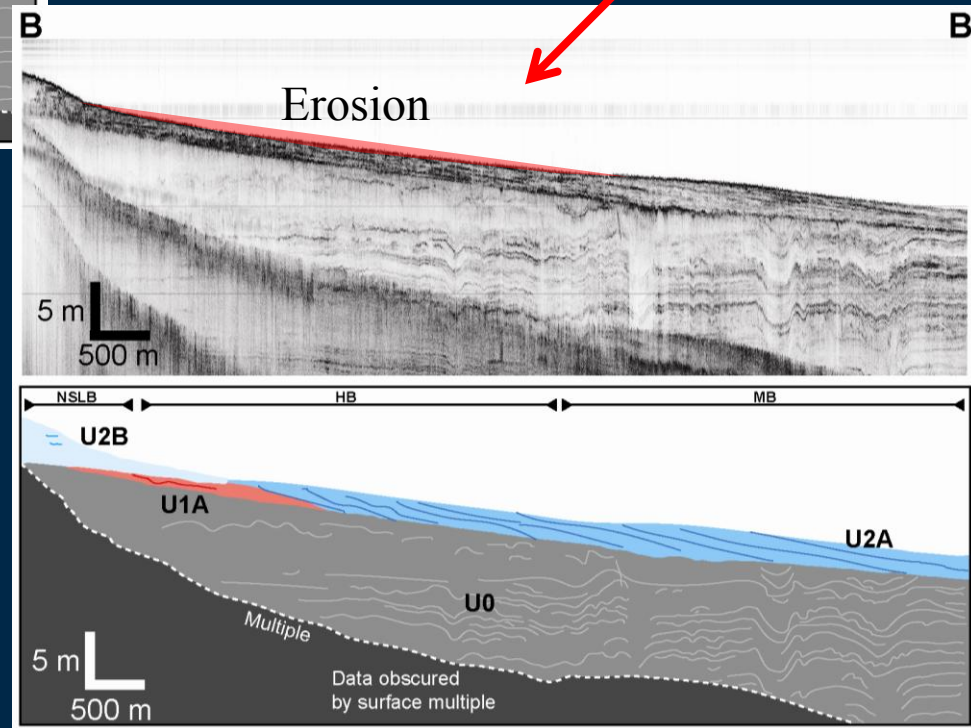 B B
Erosion
5 m
500 m
NSLB HB MB
U2B
U1A
U2A
U0
Multiple
5 m
500 m
Data obscured
by surface multiple